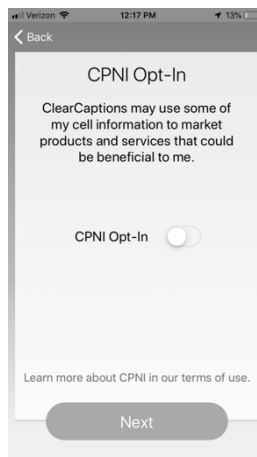 Verizon 12:17 PM 13%
Back
CPNI Opt-In
ClearCaptions may use some of
my cell information to market
products and services that could
be beneficial to me.
CPNI Opt-In
Learn more about CPNI in our terms of use.
Next